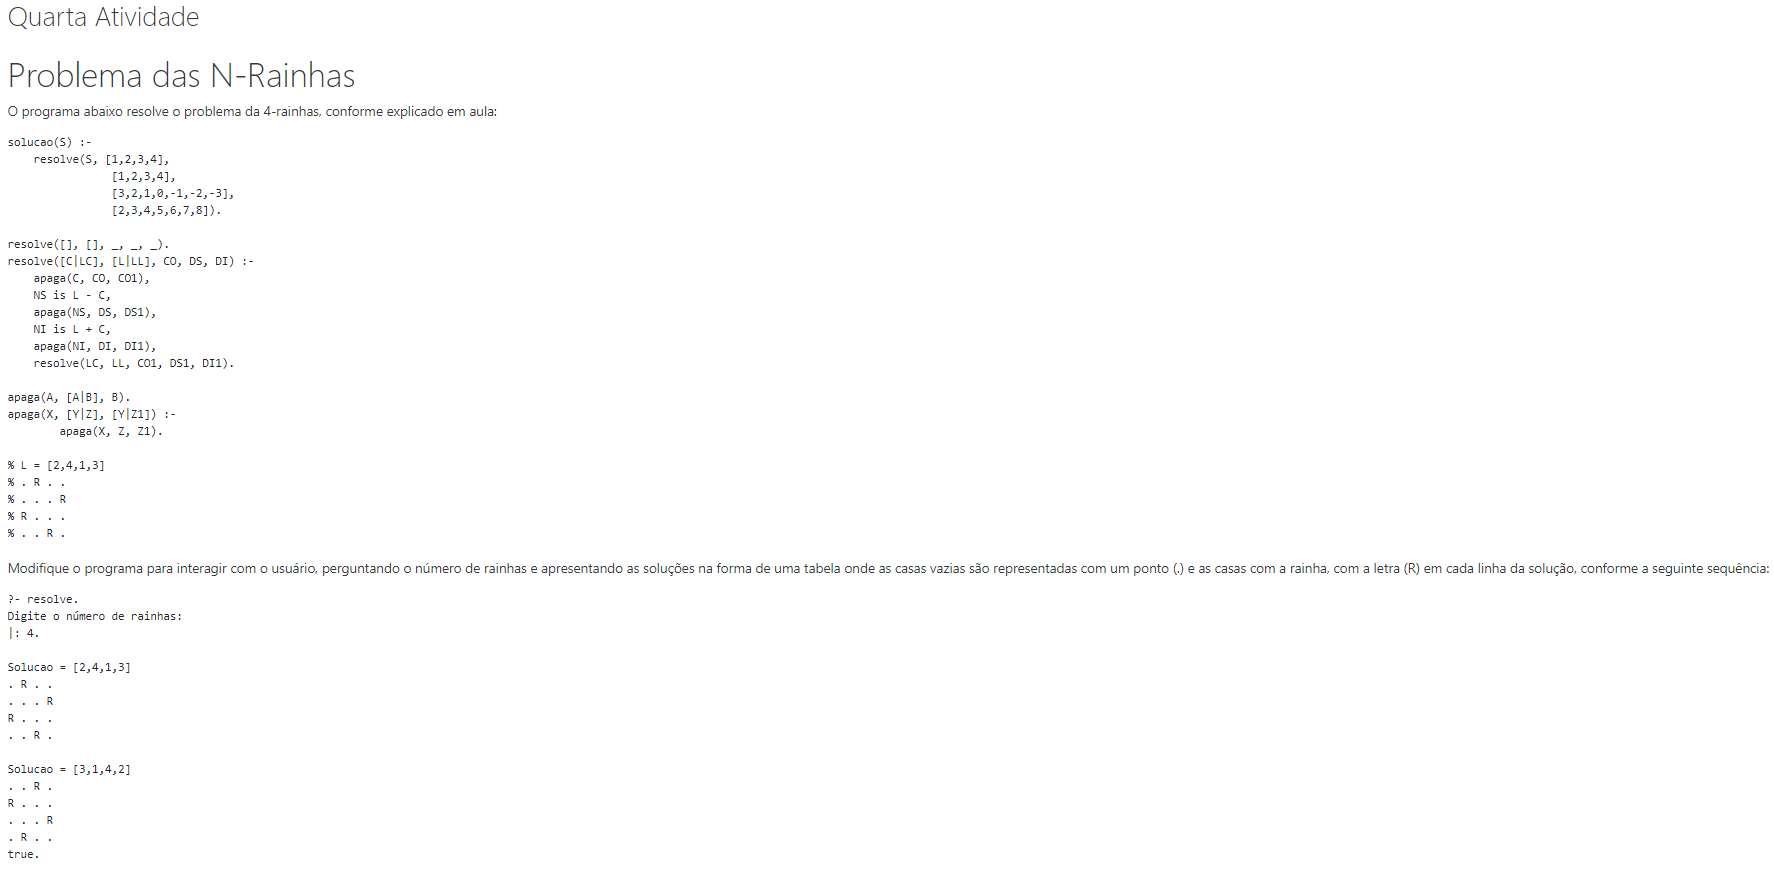 Quarta Atividade
Problema das N-Rainhas
O programa abaixo resolve o problema da 4-rainhas, conforme explicado em aula:
solucao(S) :-
    resolve(S, [1,2,3,4],
                [1,2,3,4],
                [3,2,1,0,-1,-2,-3],
                [2,3,4,5,6,7,8]).
resolve([], [], _, _, _).
resolve([C|LC], [L|LL], CO, DS, DI) :-
    apaga(C, CO, CO1),
    NS is L - C,
    apaga(NS, DS, DS1),
    NI is L + C,
    apaga(NI, DI, DI1),
    resolve(LC, LL, CO1, DS1, DI1).
apaga(A, [A|B], B).
apaga(X, [Y|Z], [Y|Z1]) :-
        apaga(X, Z, Z1).
% L = [2,4,1,3]
% . R . .
% . . . R
% R . . .
% . . R .
Modifique o programa para interagir com o usuário, perguntando o número de rainhas e apresentando as soluções na forma de uma tabela onde as casas vazias são representadas com um ponto (.) e as casas com a rainha, com a letra (R) em cada linha da solução, conforme a seguinte sequência:
?- resolve.
Digite o número de rainhas:
|: 4.
Solucao = [2,4,1,3]
. R . .
. . . R
R . . .
. . R .
Solucao = [3,1,4,2]
. . R .
R . . .
. . . R
. R . .
true.